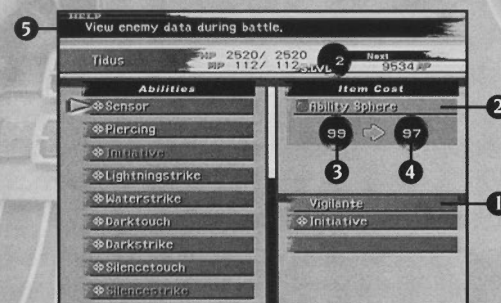 HELP
5 View enemy data during battle.
Tidus HP 2520/ 2520 Next
MP 112/ 112 S.LVL 2 9534 AP
Abilities
Sensor
Piercing
Initiative
Lightningstrike
Waterstrike
Darktouch
Darkstrike
Silencetouch
Silencestrike
Item Cost
Ability Sphere 2
99 97
3 4
Vigilante 1
Initiative